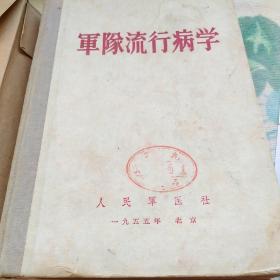 軍隊流行病学
人民軍医社
一九五五年 北京